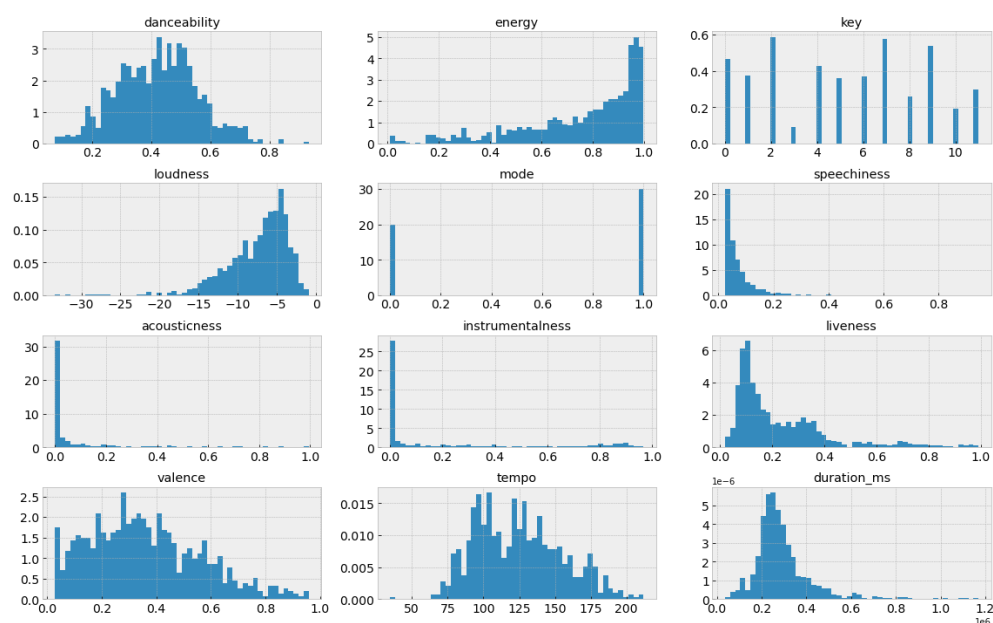 danceability
energy
key
3
2
1
0
0.2 0.4 0.6 0.8
5
4
3
2
1
0
0.0 0.2 0.4 0.6 0.8 1.0
0.6
0.4
0.2
0.0
0 2 4 6 8 10
loudness
mode
speechiness
0.15
0.10
0.05
0.00
−30 −25 −20 −15 −10 −5 0
30
20
10
0
0.0 0.2 0.4 0.6 0.8 1.0
20
15
10
5
0
0.0 0.2 0.4 0.6 0.8
acousticness
instrumentalness
liveness
30
20
10
0
0.0 0.2 0.4 0.6 0.8 1.0
25
20
15
10
5
0
0.0 0.2 0.4 0.6 0.8 1.0
6
4
2
0
0.0 0.2 0.4 0.6 0.8 1.0
valence
tempo
duration_ms
2.5
2.0
1.5
1.0
0.5
0.0
0.0 0.2 0.4 0.6 0.8 1.0
0.015
0.010
0.005
0.000
50 75 100 125 150 175 200
1e−6
5
4
3
2
1
0
0.0 0.2 0.4 0.6 0.8 1.0 1.2
1e6